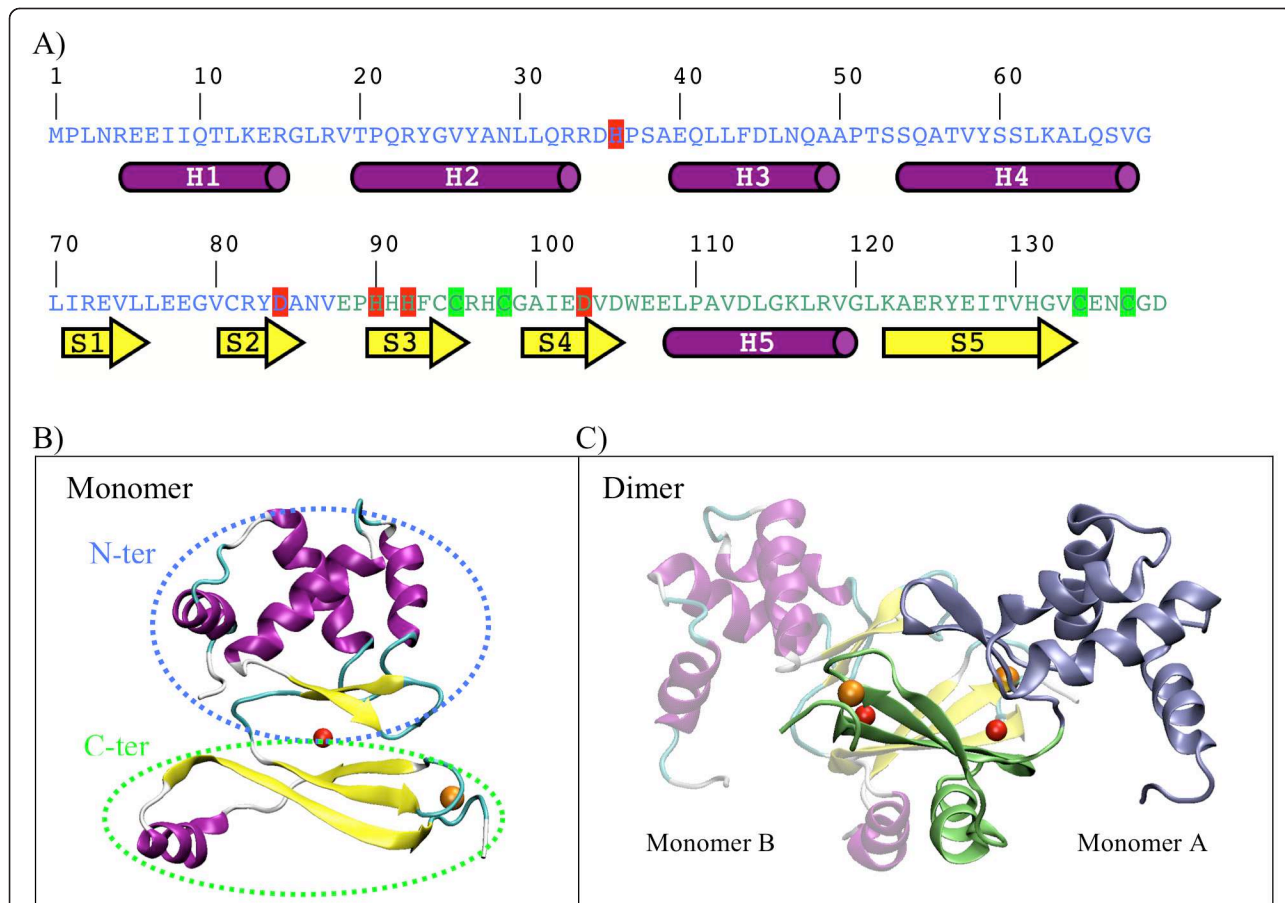 A)
1 10 20 30 40 50 60
MPLNREEIIQTLKERGLRVTPQRYGVYANLLQRRDHPSAEQLLFDLNQAAPTSSQATVYSSLKALQSVG
H1 H2 H3 H4
70 80 90 100 110 120 130
LIREVLLEEGVCRYDANVEPHHHFCCRHCGAIEDVDWEELPAVDLGKLRVGLKAERYEITVHGVCENCGD
S1 S2 S3 S4 H5 S5
B) C)
Monomer Dimer
N-ter
C-ter
Monomer B Monomer A